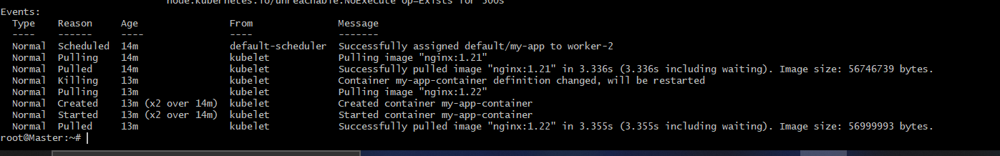 node.kubernetes.io/unreachable:NoExecute op=Exists for 300s
Events:
  Type    Reason     Age                 From               Message
  ----    ------     ----                ----               -------
  Normal  Scheduled  14m                 default-scheduler  Successfully assigned default/my-app to worker-2
  Normal  Pulling    14m                 kubelet            Pulling image "nginx:1.21"
  Normal  Pulled     14m                 kubelet            Successfully pulled image "nginx:1.21" in 3.336s (3.336s including waiting). Image size: 56746739 bytes.
  Normal  Killing    13m                 kubelet            Container my-app-container definition changed, will be restarted
  Normal  Pulling    13m                 kubelet            Pulling image "nginx:1.22"
  Normal  Created    13m (x2 over 14m)  kubelet            Created container my-app-container
  Normal  Started    13m (x2 over 14m)  kubelet            Started container my-app-container
  Normal  Pulled     13m                 kubelet            Successfully pulled image "nginx:1.22" in 3.355s (3.355s including waiting). Image size: 56999993 bytes.
root@Master:~#